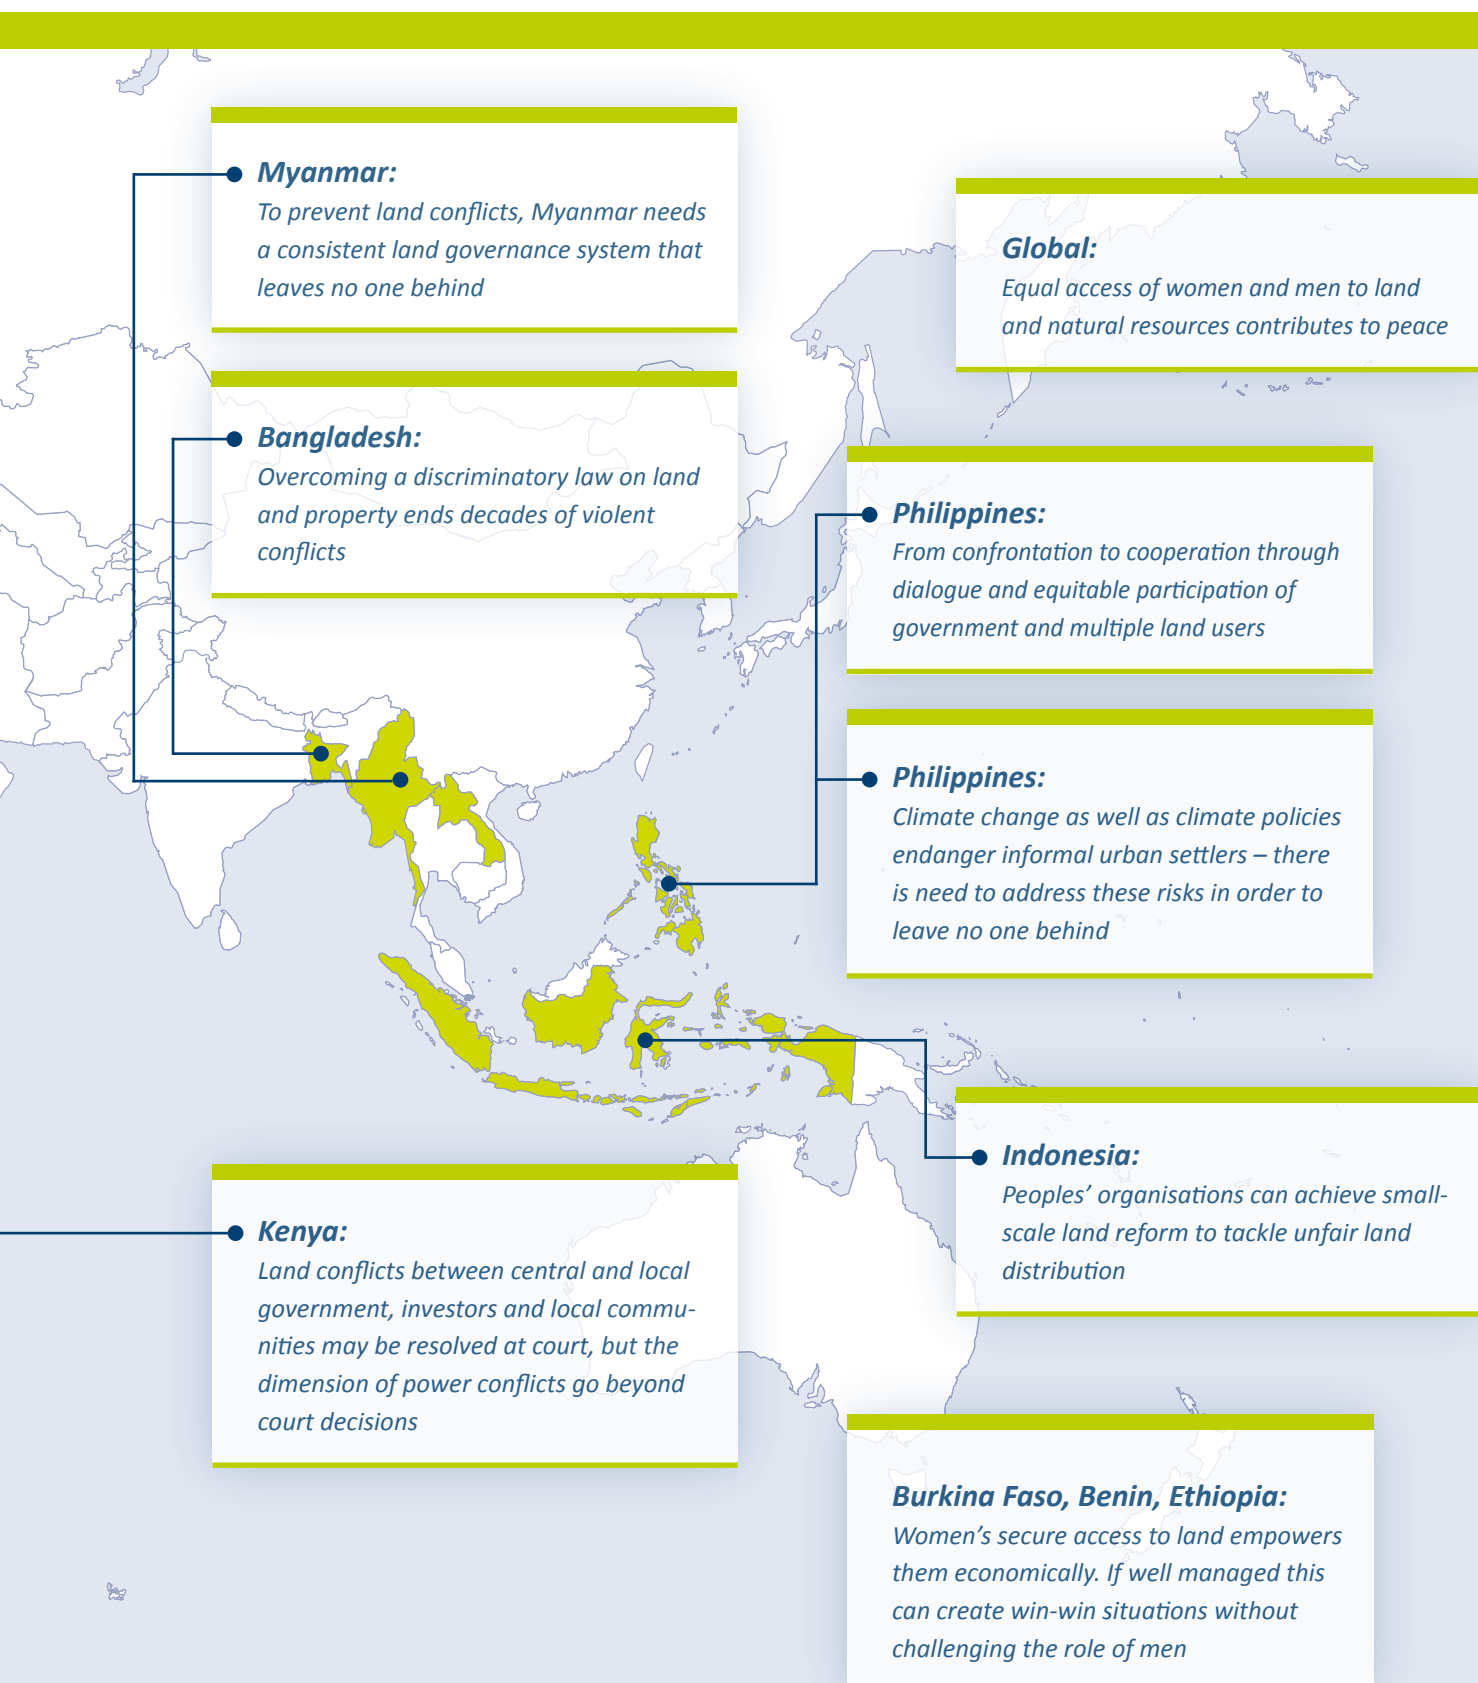 Myanmar:
To prevent land conflicts, Myanmar needs
a consistent land governance system that
leaves no one behind
Global:
Equal access of women and men to land
and natural resources contributes to peace
Bangladesh:
Overcoming a discriminatory law on land
and property ends decades of violent
conflicts
Philippines:
From confrontation to cooperation through
dialogue and equitable participation of
government and multiple land users
Philippines:
Climate change as well as climate policies
endanger informal urban settlers – there
is need to address these risks in order to
leave no one behind
Indonesia:
Peoples’ organisations can achieve small-
scale land reform to tackle unfair land
distribution
Kenya:
Land conflicts between central and local
government, investors and local commu-
nities may be resolved at court, but the
dimension of power conflicts go beyond
court decisions
Burkina Faso, Benin, Ethiopia:
Women’s secure access to land empowers
them economically. If well managed this
can create win-win situations without
challenging the role of men